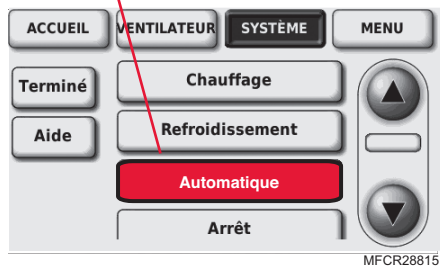 ACCUEIL VENTILATEUR SYSTÈME MENU
Terminé Chauffage
Aide Refroidissement
Automatique
Arrêt
MFCR28815